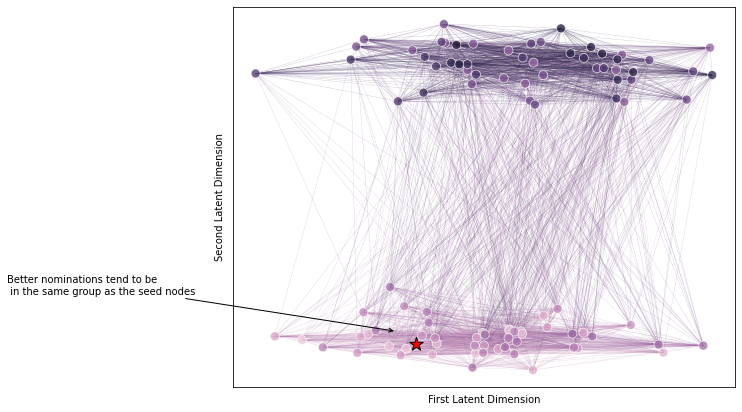 Second Latent Dimension
Better nominations tend to be
in the same group as the seed nodes
First Latent Dimension